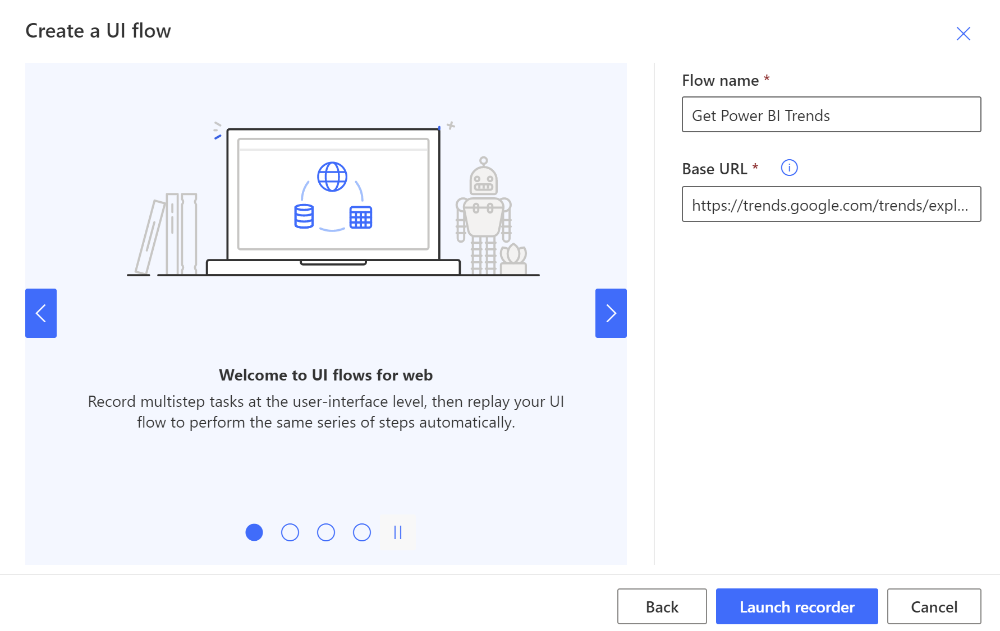 Create a UI flow
Flow name *
Get Power BI Trends
Base URL *
https://trends.google.com/trends/expl...
Welcome to UI flows for web
Record multistep tasks at the user-interface level, then replay your UI
flow to perform the same series of steps automatically.
Back
Launch recorder
Cancel